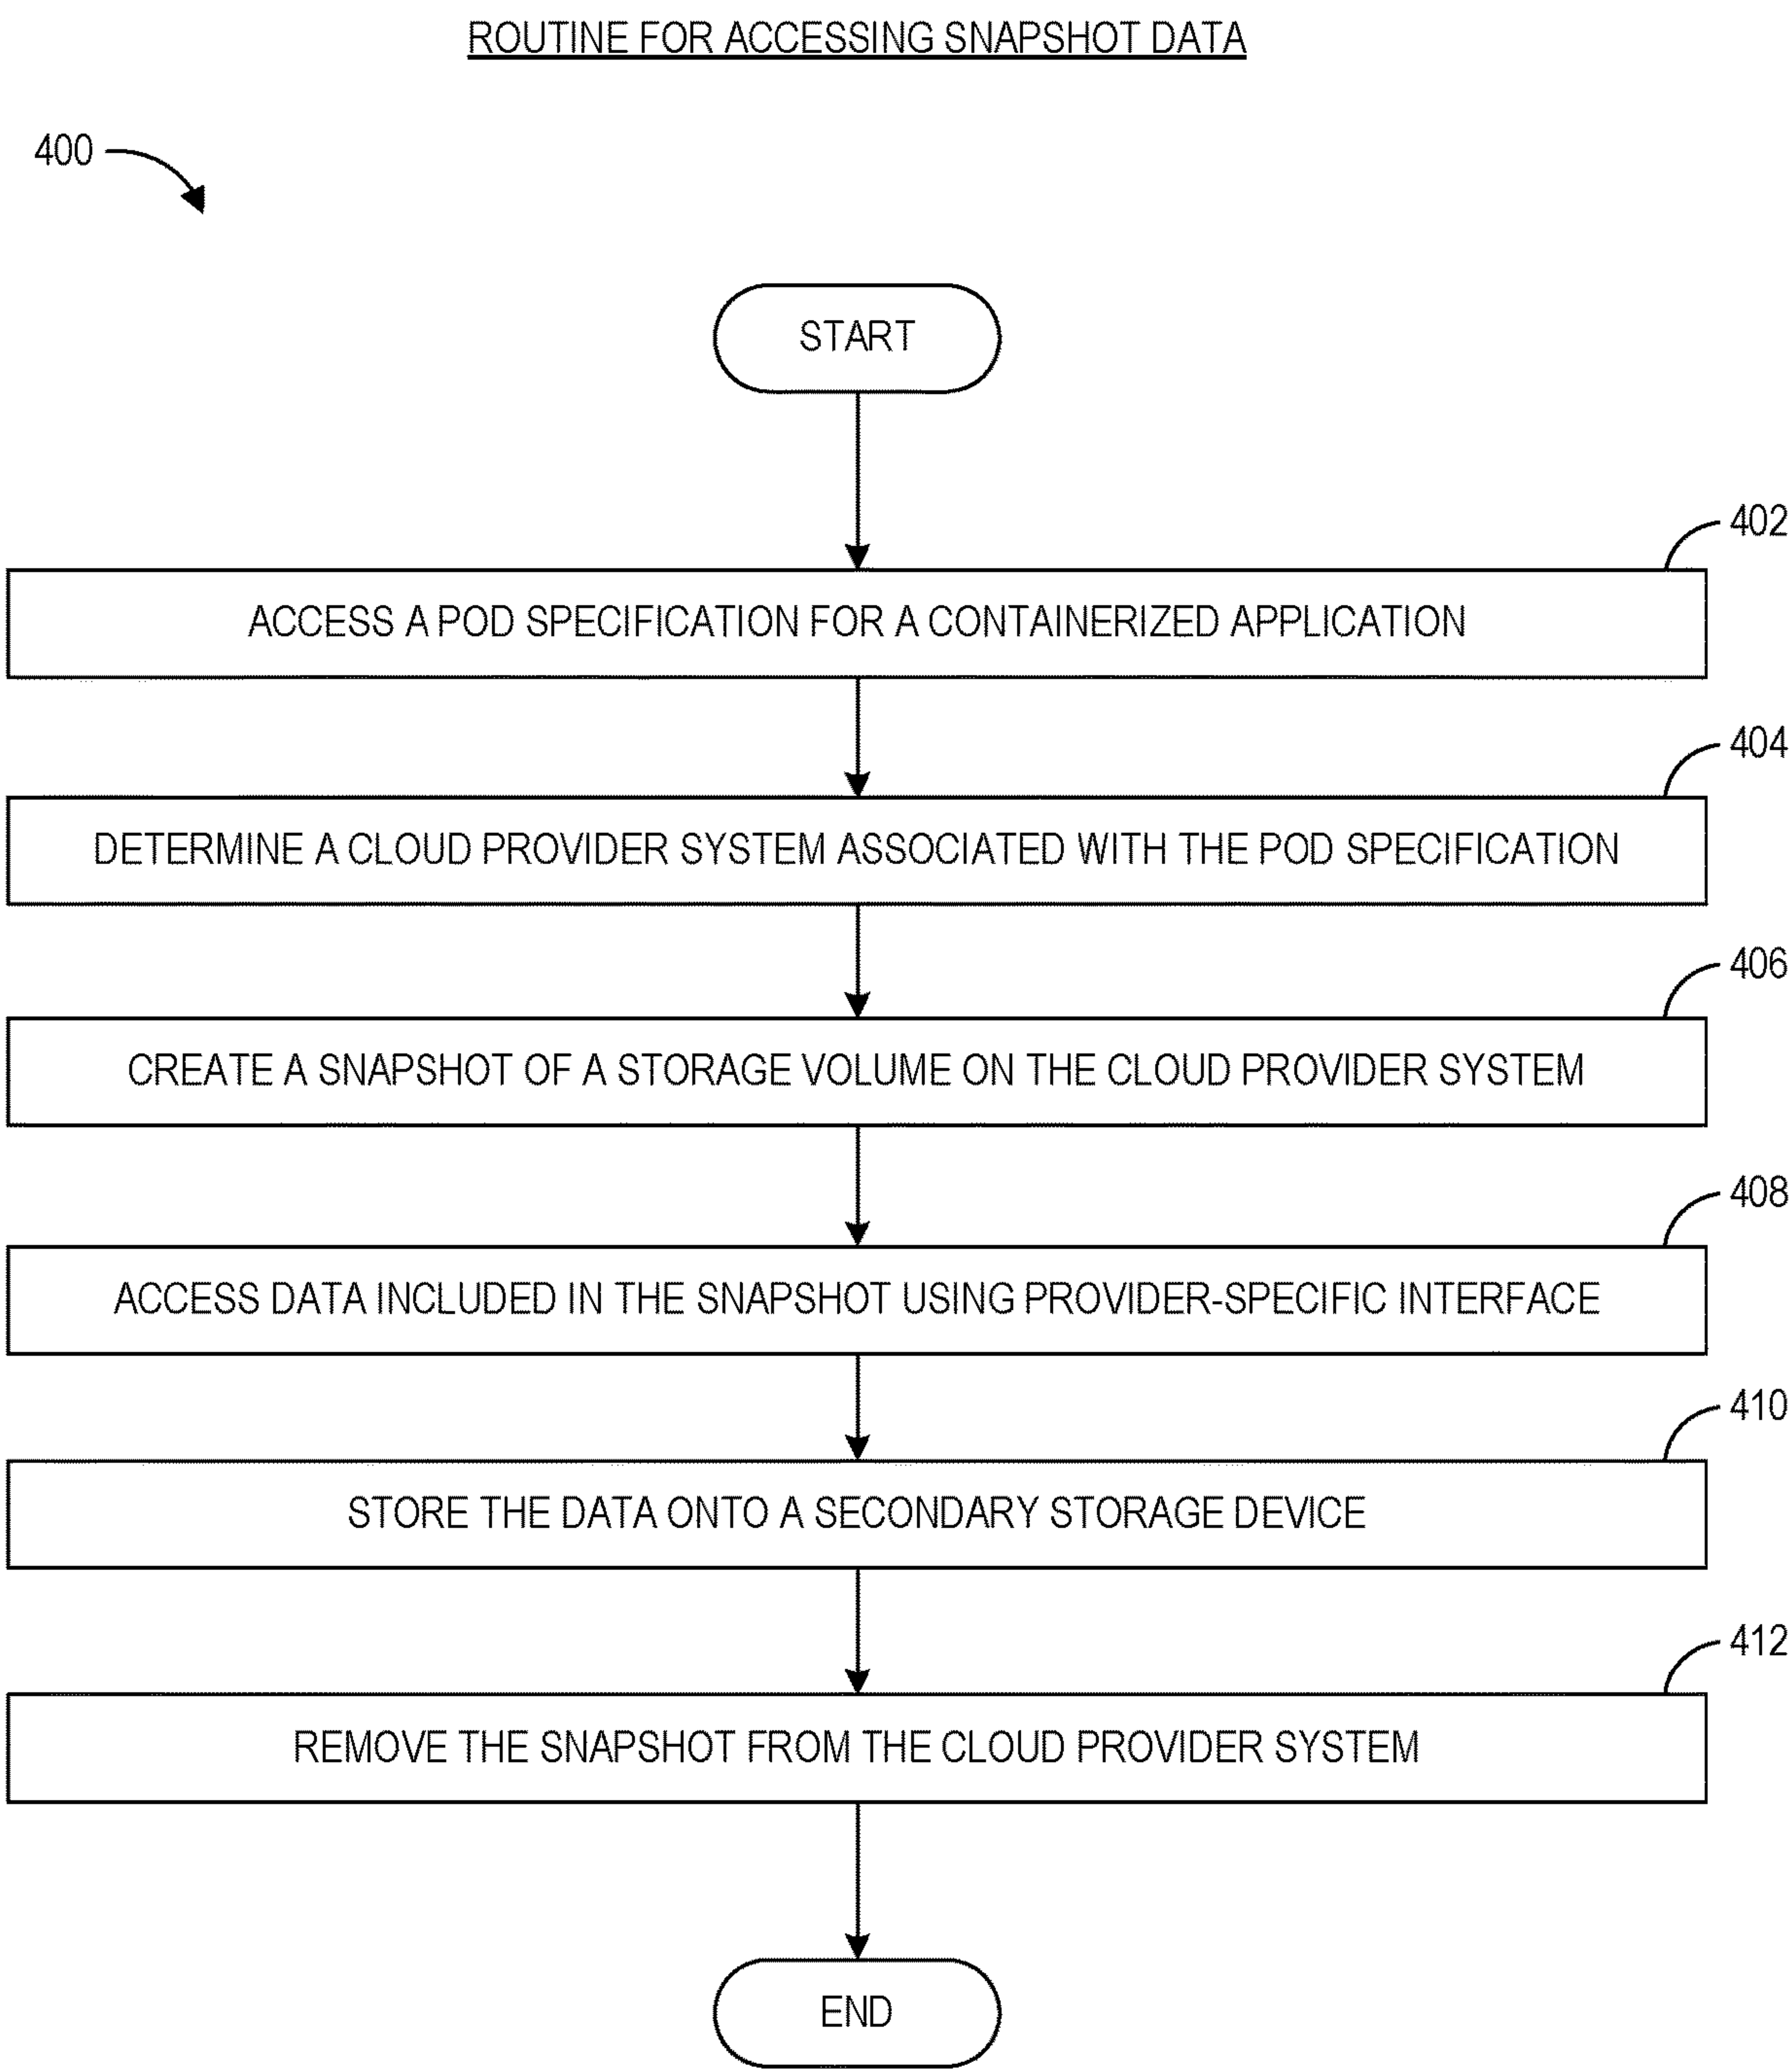 ROUTINE FOR ACCESSING SNAPSHOT DATA
400
START
402
ACCESS A POD SPECIFICATION FOR A CONTAINERIZED APPLICATION
404
DETERMINE A CLOUD PROVIDER SYSTEM ASSOCIATED WITH THE POD SPECIFICATION
406
CREATE A SNAPSHOT OF A STORAGE VOLUME ON THE CLOUD PROVIDER SYSTEM
408
ACCESS DATA INCLUDED IN THE SNAPSHOT USING PROVIDER-SPECIFIC INTERFACE
410
STORE THE DATA ONTO A SECONDARY STORAGE DEVICE
412
REMOVE THE SNAPSHOT FROM THE CLOUD PROVIDER SYSTEM
END